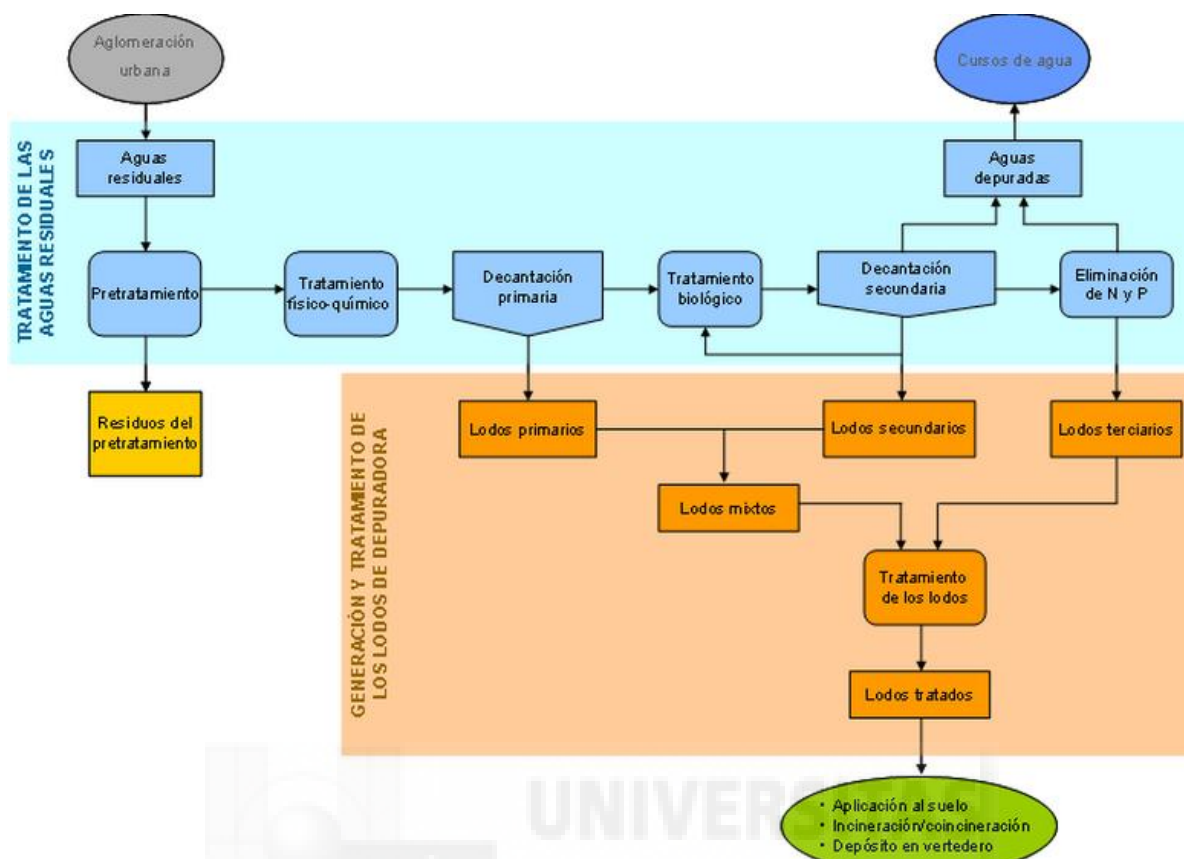 Aglomeración
urbana
Cursos de agua
TRATAMIENTO DE LAS
AGUAS RESIDUALES
Aguas
residuales
Aguas
depuradas
Pretratamiento
Tratamiento
físico-químico
Decantación
primaria
Tratamiento
biológico
Decantación
secundaria
Eliminación
de N y P
Residuos del
pretratamiento
GENERACIÓN Y TRATAMIENTO DE
LOS LODOS DE DEPURADORA
Lodos primarios
Lodos secundarios
Lodos terciarios
Lodos mixtos
Tratamiento
de los lodos
Lodos tratados
UNIVERSITAS
• Aplicación al suelo
• Incineración/coincineración
• Depósito en vertedero